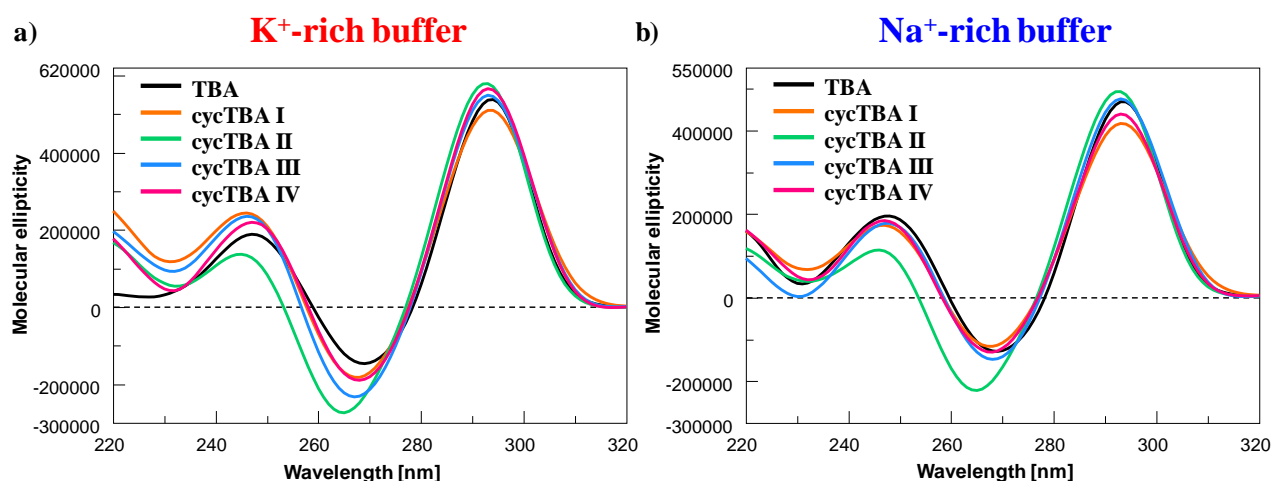 a)
K⁺-rich buffer
620000
400000
200000
0
-200000
-300000
Molecular ellipticity
TBA
cycTBA I
cycTBA II
cycTBA III
cycTBA IV
220 240 260 280 300 320
Wavelength [nm]
b)
Na⁺-rich buffer
550000
400000
200000
0
-200000
-300000
Molecular ellipticity
TBA
cycTBA I
cycTBA II
cycTBA III
cycTBA IV
220 240 260 280 300 320
Wavelength [nm]